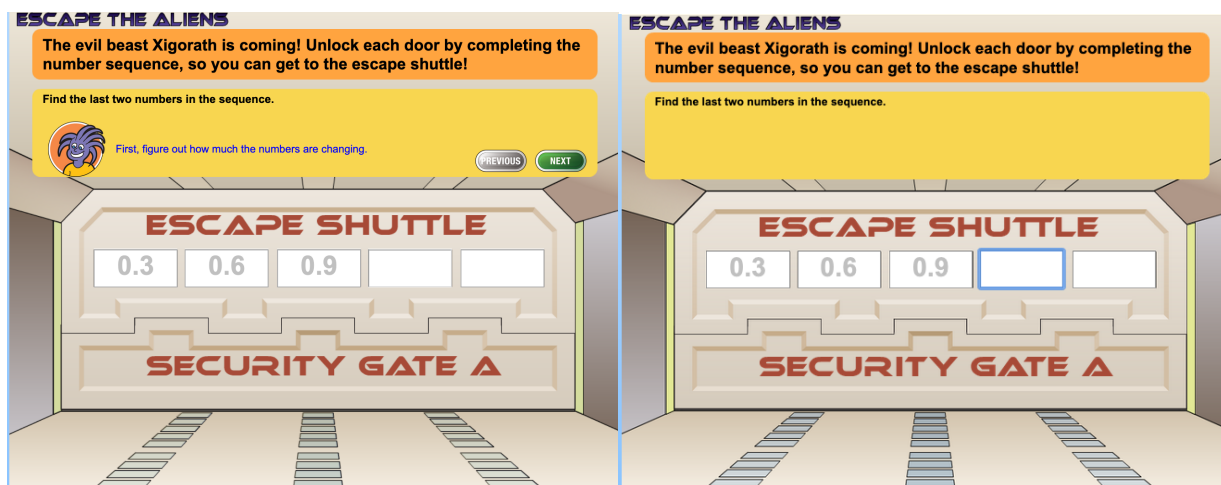 ESCAPE THE ALIENS
The evil beast Xigorath is coming! Unlock each door by completing the
number sequence, so you can get to the escape shuttle!
Find the last two numbers in the sequence.
First, figure out how much the numbers are changing.
PREVIOUS NEXT
ESCAPE SHUTTLE
0.3 0.6 0.9
SECURITY GATE A
ESCAPE THE ALIENS
The evil beast Xigorath is coming! Unlock each door by completing the
number sequence, so you can get to the escape shuttle!
Find the last two numbers in the sequence.
ESCAPE SHUTTLE
0.3 0.6 0.9
SECURITY GATE A